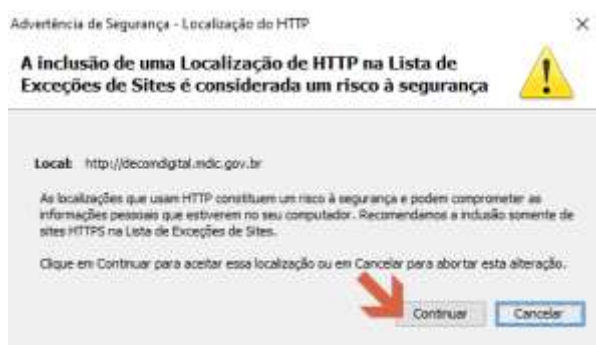 Advertência de Segurança - Localização do HTTP
A inclusão de uma Localização de HTTP na Lista de
Exceções de Sites é considerada um risco à segurança
Local: http://decomdigital.mdic.gov.br
As localizações que usam HTTP constituem um risco à segurança e podem comprometer as
informações pessoais que estiverem no seu computador. Recomendamos a inclusão somente de
sites HTTPS na Lista de Exceções de Sites.
Clique em Continuar para aceitar essa localização ou em Cancelar para abortar esta alteração.
Continuar
Cancelar